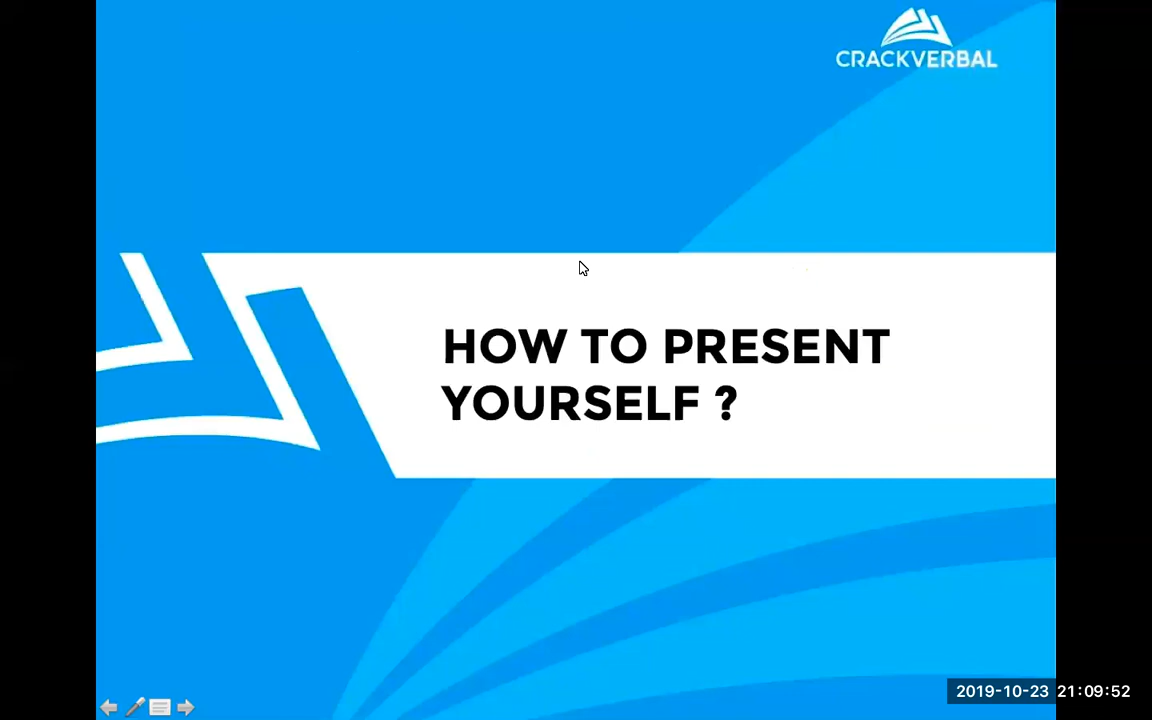 CRACKVERBAL
HOW TO PRESENT
YOURSELF ?
2019-10-23 21:09:52